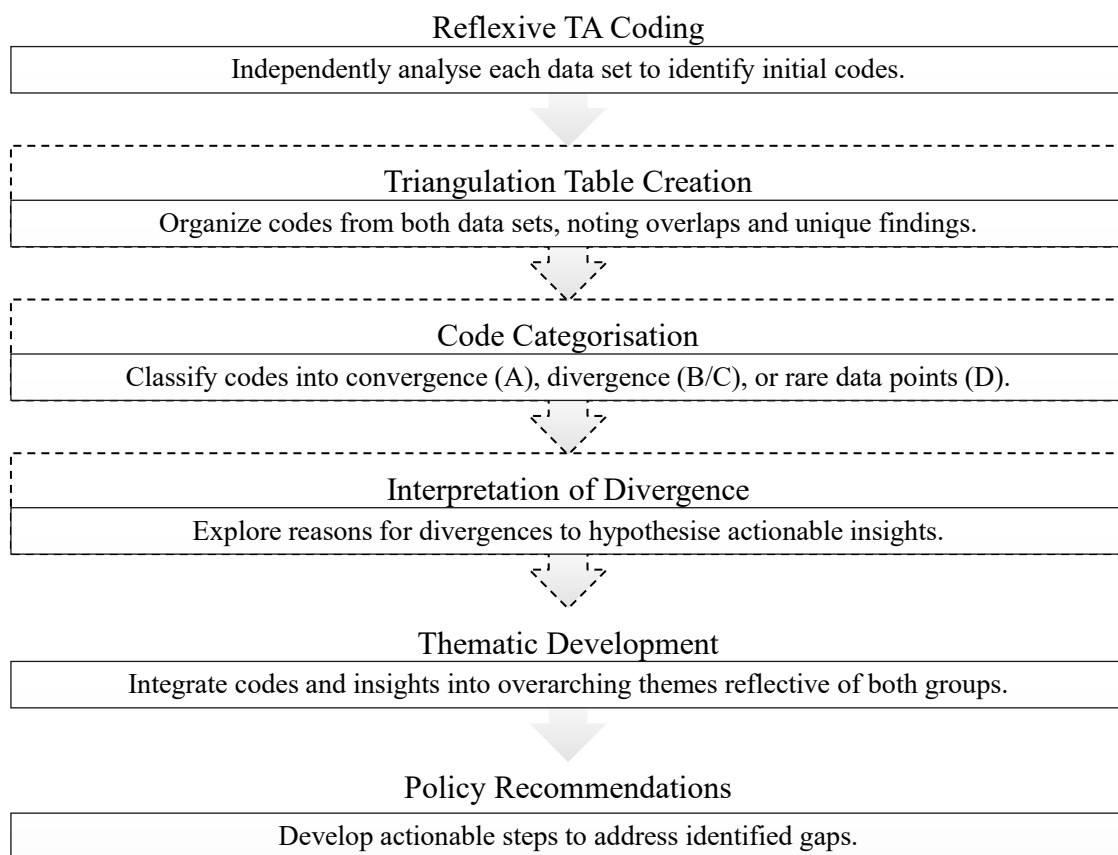 Reflexive TA Coding
Independently analyse each data set to identify initial codes.
Triangulation Table Creation
Organize codes from both data sets, noting overlaps and unique findings.
Code Categorisation
Classify codes into convergence (A), divergence (B/C), or rare data points (D).
Interpretation of Divergence
Explore reasons for divergences to hypothesise actionable insights.
Thematic Development
Integrate codes and insights into overarching themes reflective of both groups.
Policy Recommendations
Develop actionable steps to address identified gaps.